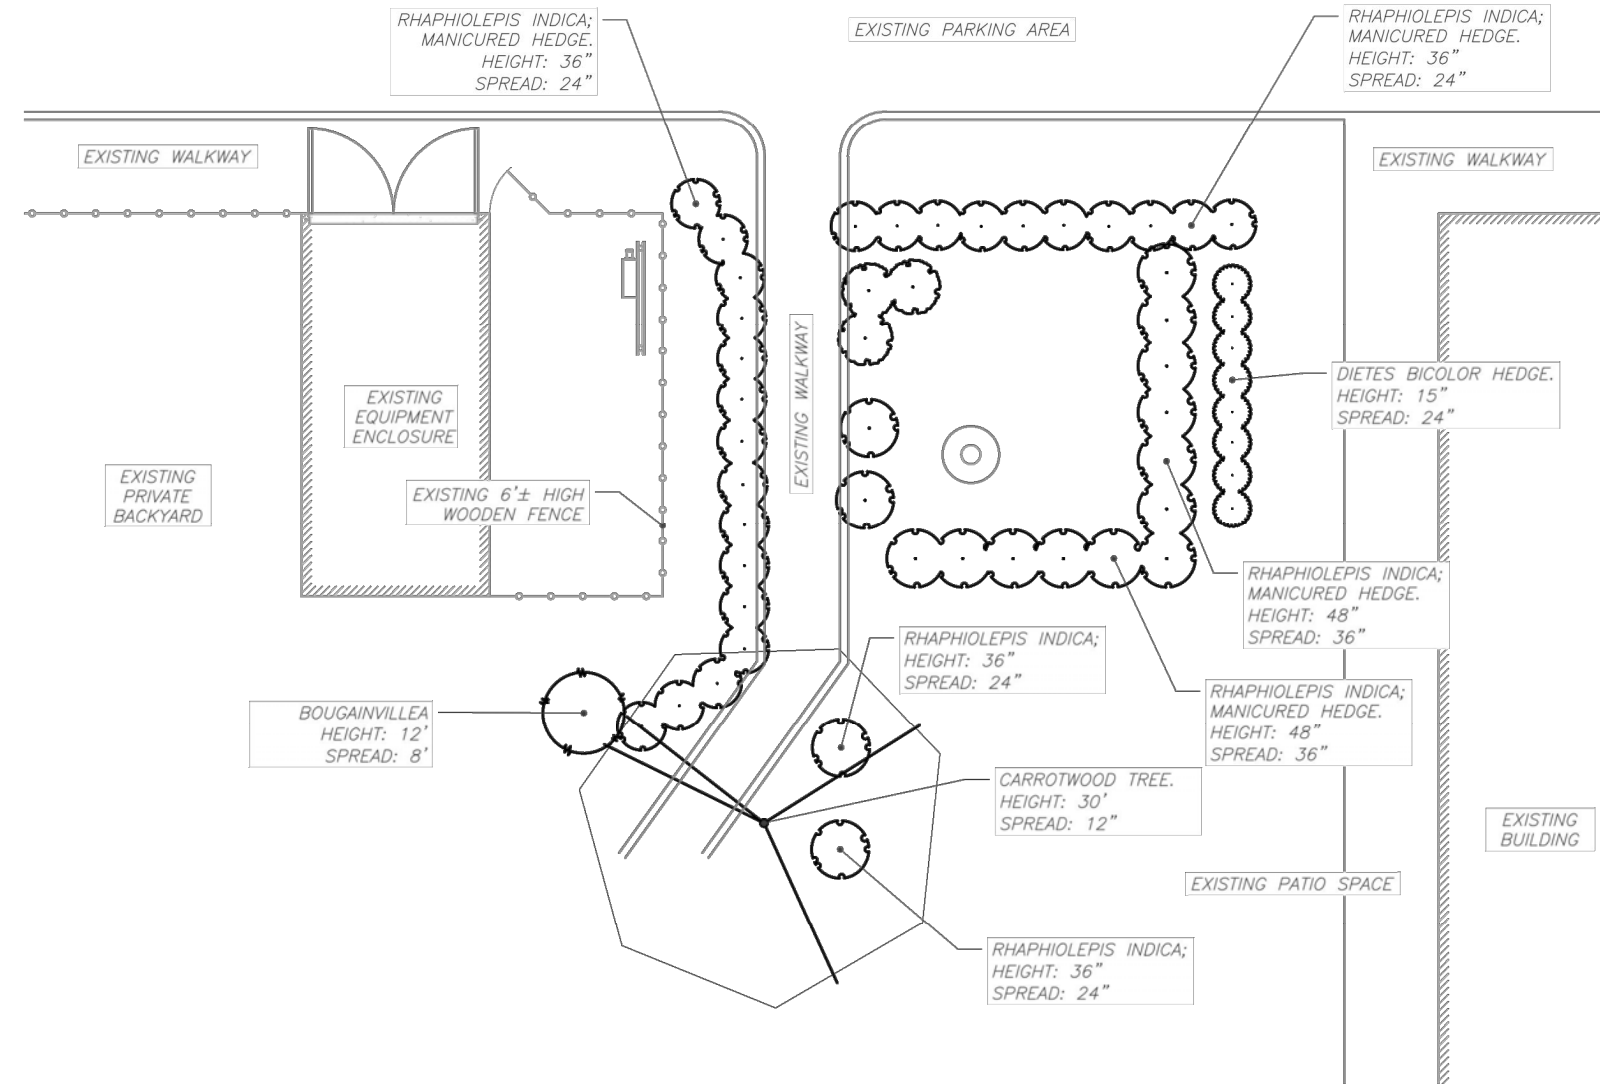 RHAPHIOLEPIS INDICA;
MANICURED HEDGE.
HEIGHT: 36"
SPREAD: 24"
EXISTING PARKING AREA
RHAPHIOLEPIS INDICA;
MANICURED HEDGE.
HEIGHT: 36"
SPREAD: 24"
EXISTING WALKWAY
EXISTING WALKWAY
EXISTING WALKWAY
DIETES BICOLOR HEDGE.
HEIGHT: 15"
SPREAD: 24"
EXISTING
EQUIPMENT
ENCLOSURE
EXISTING
PRIVATE
BACKYARD
EXISTING 6'± HIGH
WOODEN FENCE
RHAPHIOLEPIS INDICA;
MANICURED HEDGE.
HEIGHT: 48"
SPREAD: 36"
RHAPHIOLEPIS INDICA;
HEIGHT: 36"
SPREAD: 24"
RHAPHIOLEPIS INDICA;
MANICURED HEDGE.
HEIGHT: 48"
SPREAD: 36"
BOUGAINVILLEA
HEIGHT: 12'
SPREAD: 8'
CARROTWOOD TREE.
HEIGHT: 30'
SPREAD: 12"
EXISTING
BUILDING
EXISTING PATIO SPACE
RHAPHIOLEPIS INDICA;
HEIGHT: 36"
SPREAD: 24"